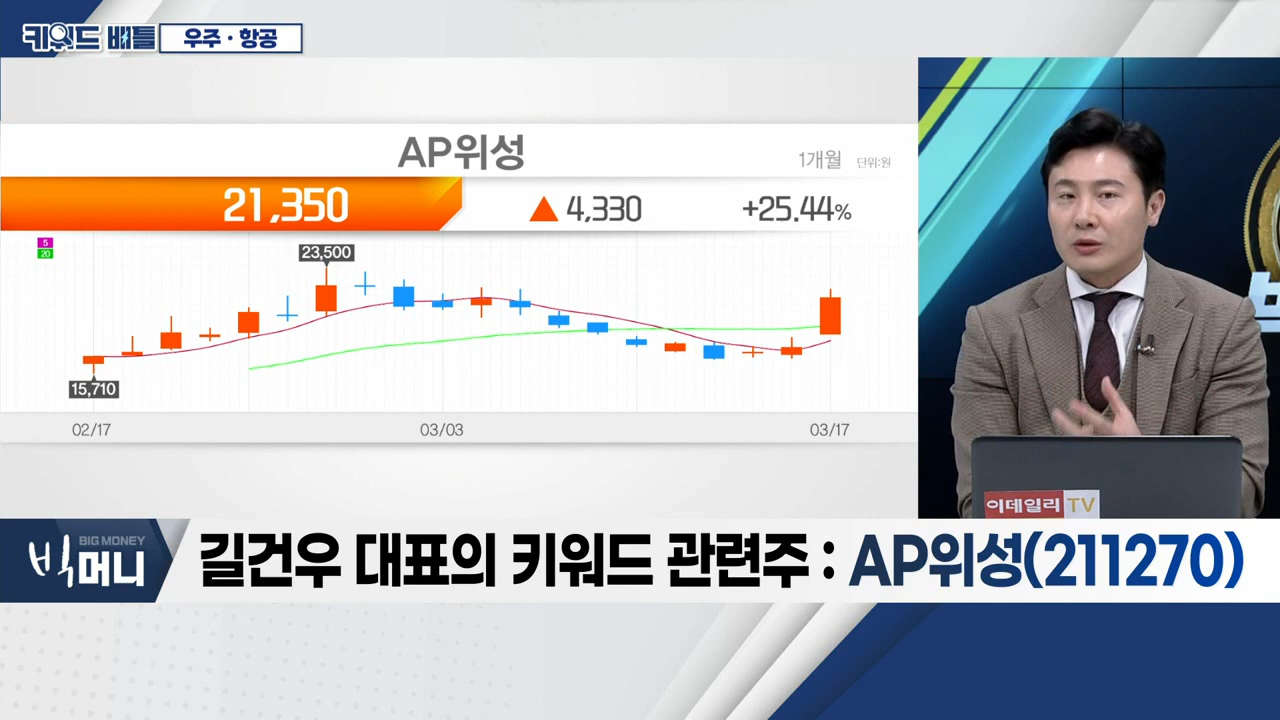 키워드 배틀 우주·항공
AP위성
1개월 단위:원
21,350 ▲ 4,330 +25.44%
5
20
23,500
15,710
02/17 03/03 03/17
이데일리 TV
BIG MONEY
빅머니
길건우 대표의 키워드 관련주 : AP위성(211270)